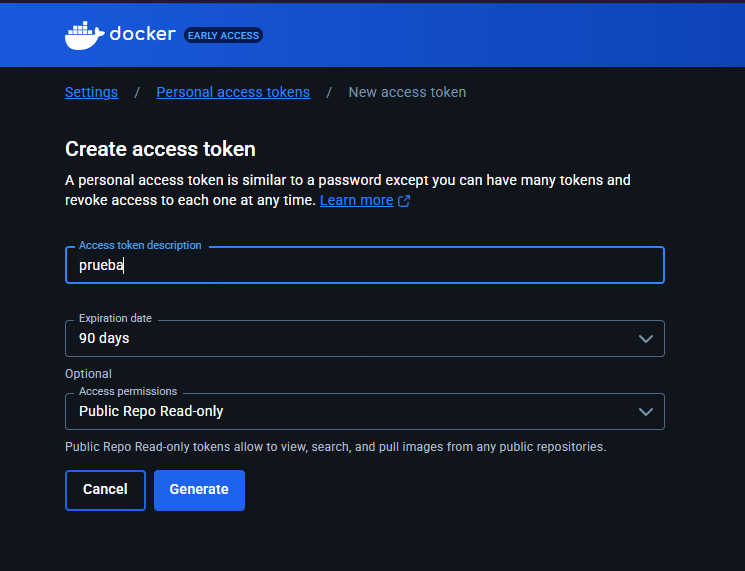 docker EARLY ACCESS
Settings / Personal access tokens / New access token
Create access token
A personal access token is similar to a password except you can have many tokens and
revoke access to each one at any time. Learn more
Access token description
prueba
Expiration date
90 days
Optional
Access permissions
Public Repo Read-only
Public Repo Read-only tokens allow to view, search, and pull images from any public repositories.
Cancel Generate